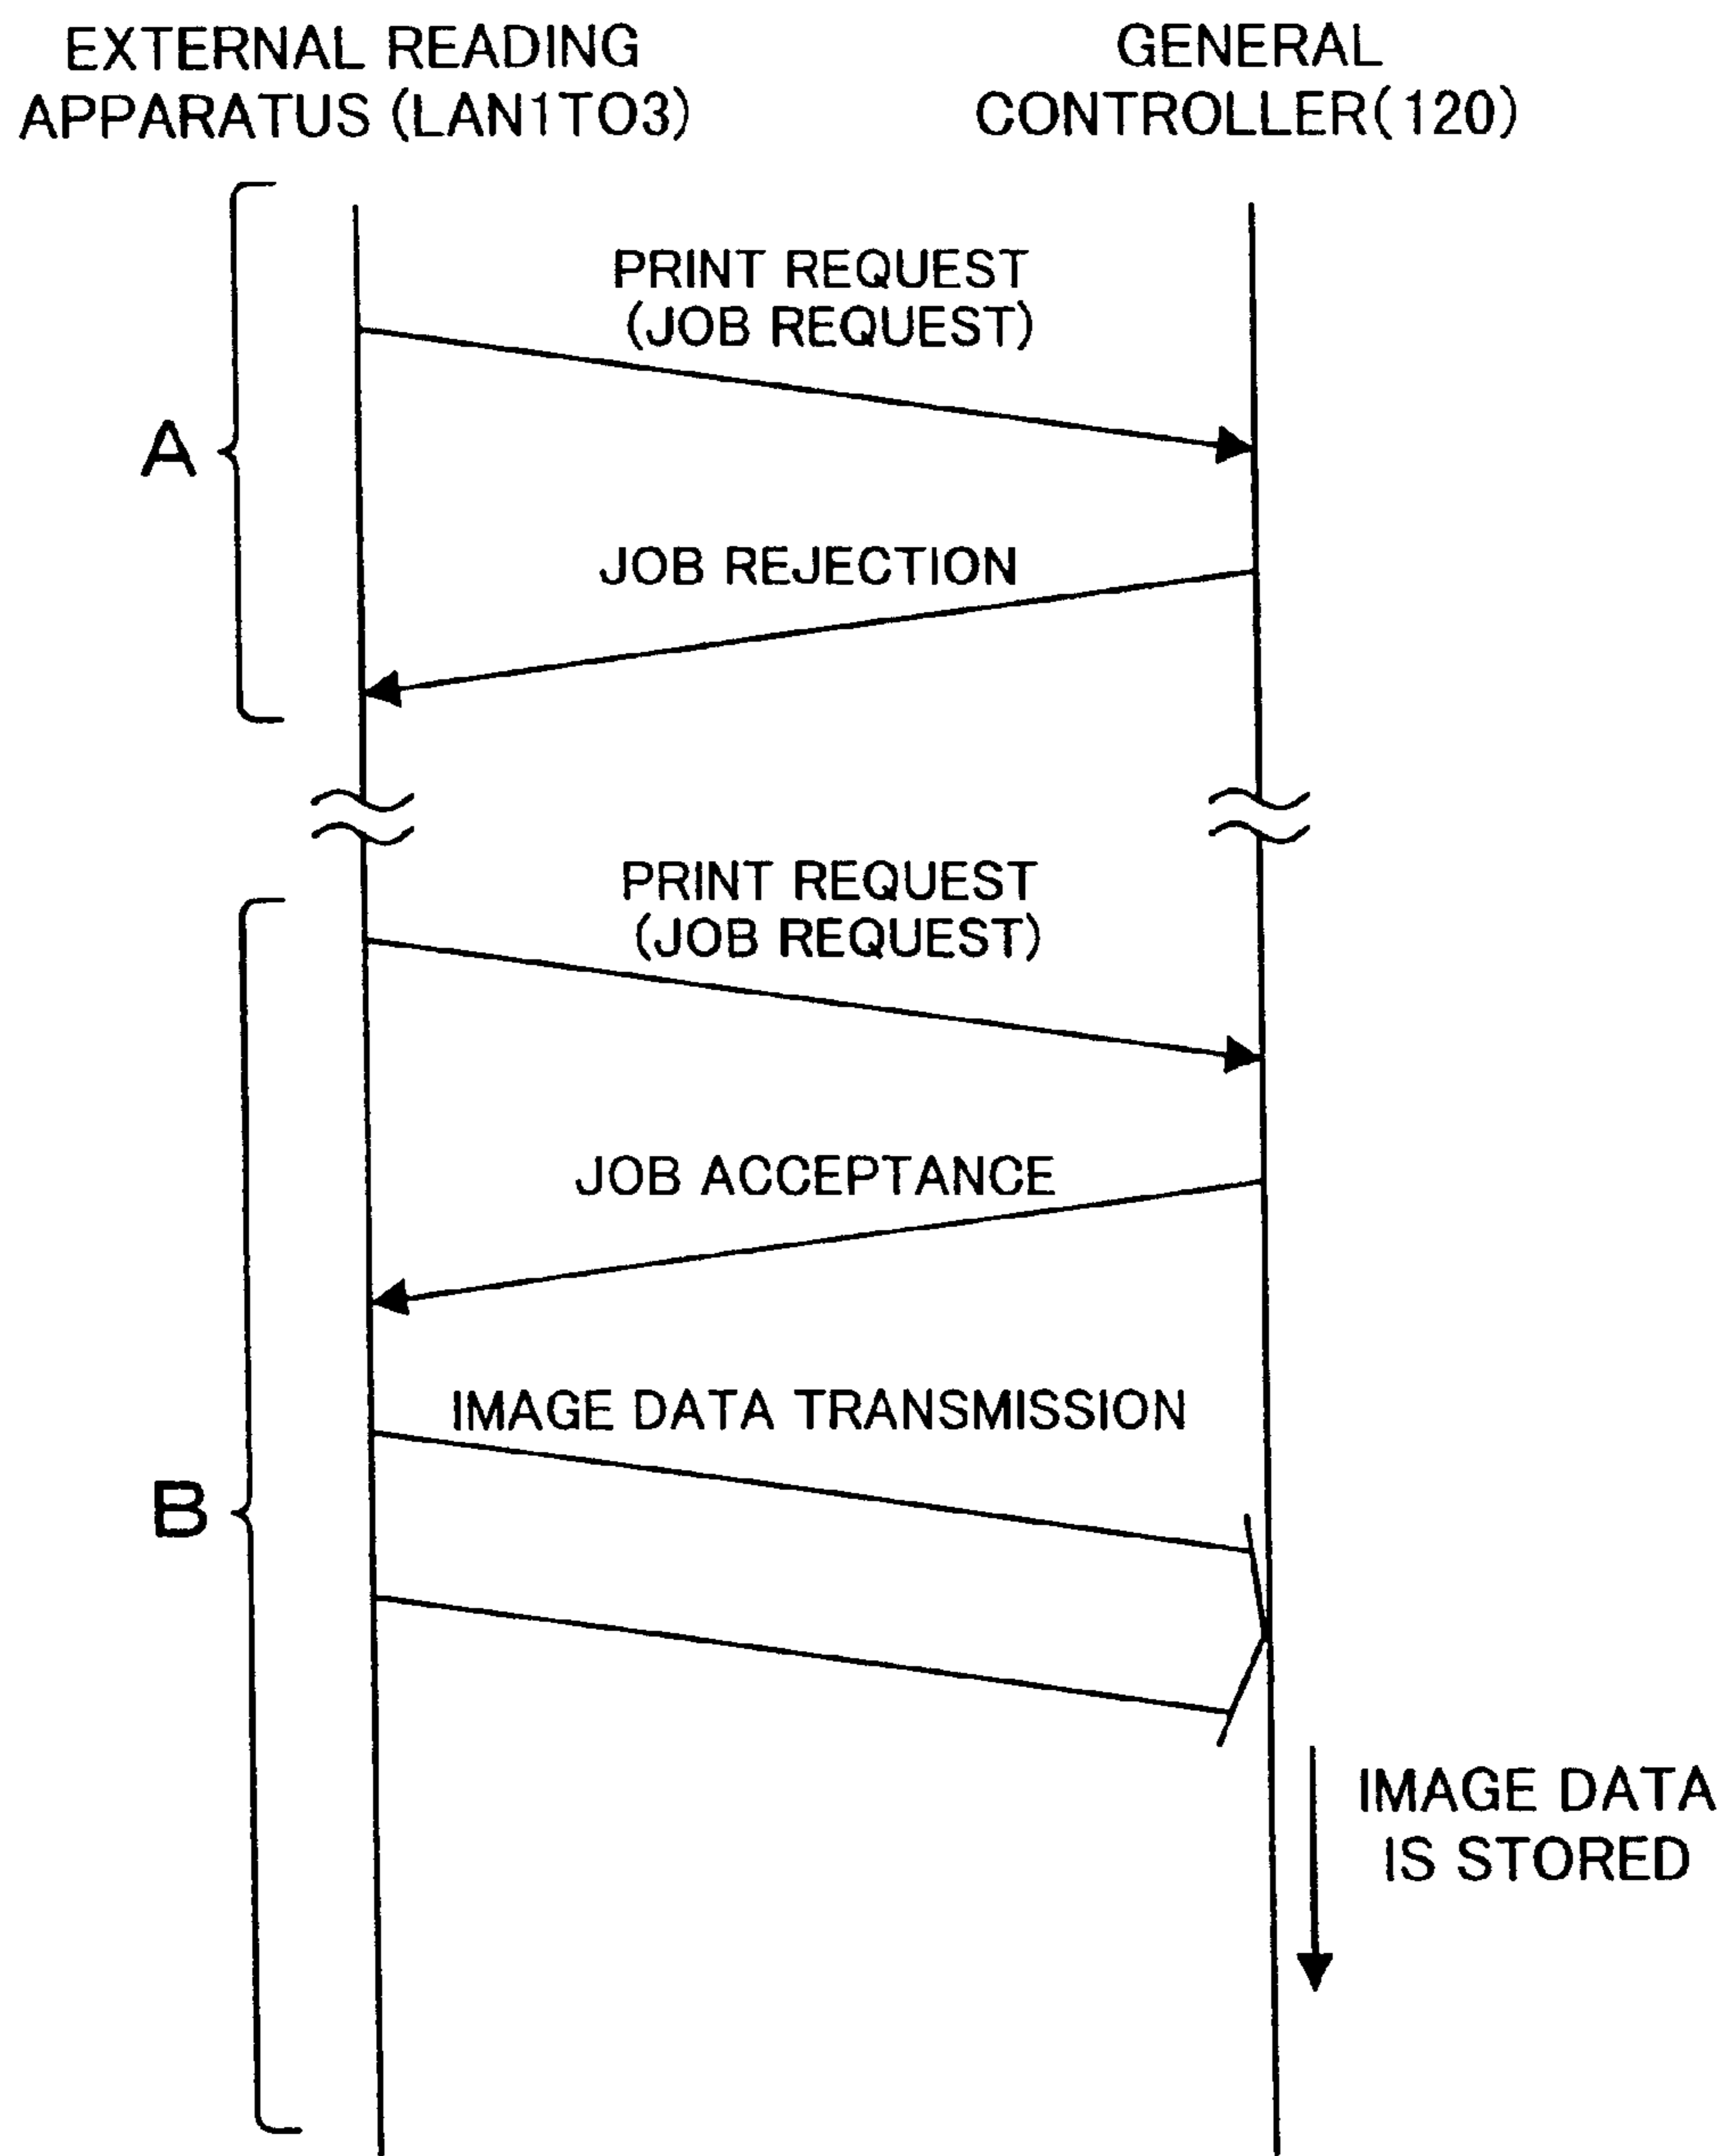 EXTERNAL READING
APPARATUS (LAN1TO3)
GENERAL
CONTROLLER(120)
A
PRINT REQUEST
(JOB REQUEST)
JOB REJECTION
B
PRINT REQUEST
(JOB REQUEST)
JOB ACCEPTANCE
IMAGE DATA TRANSMISSION
IMAGE DATA
IS STORED